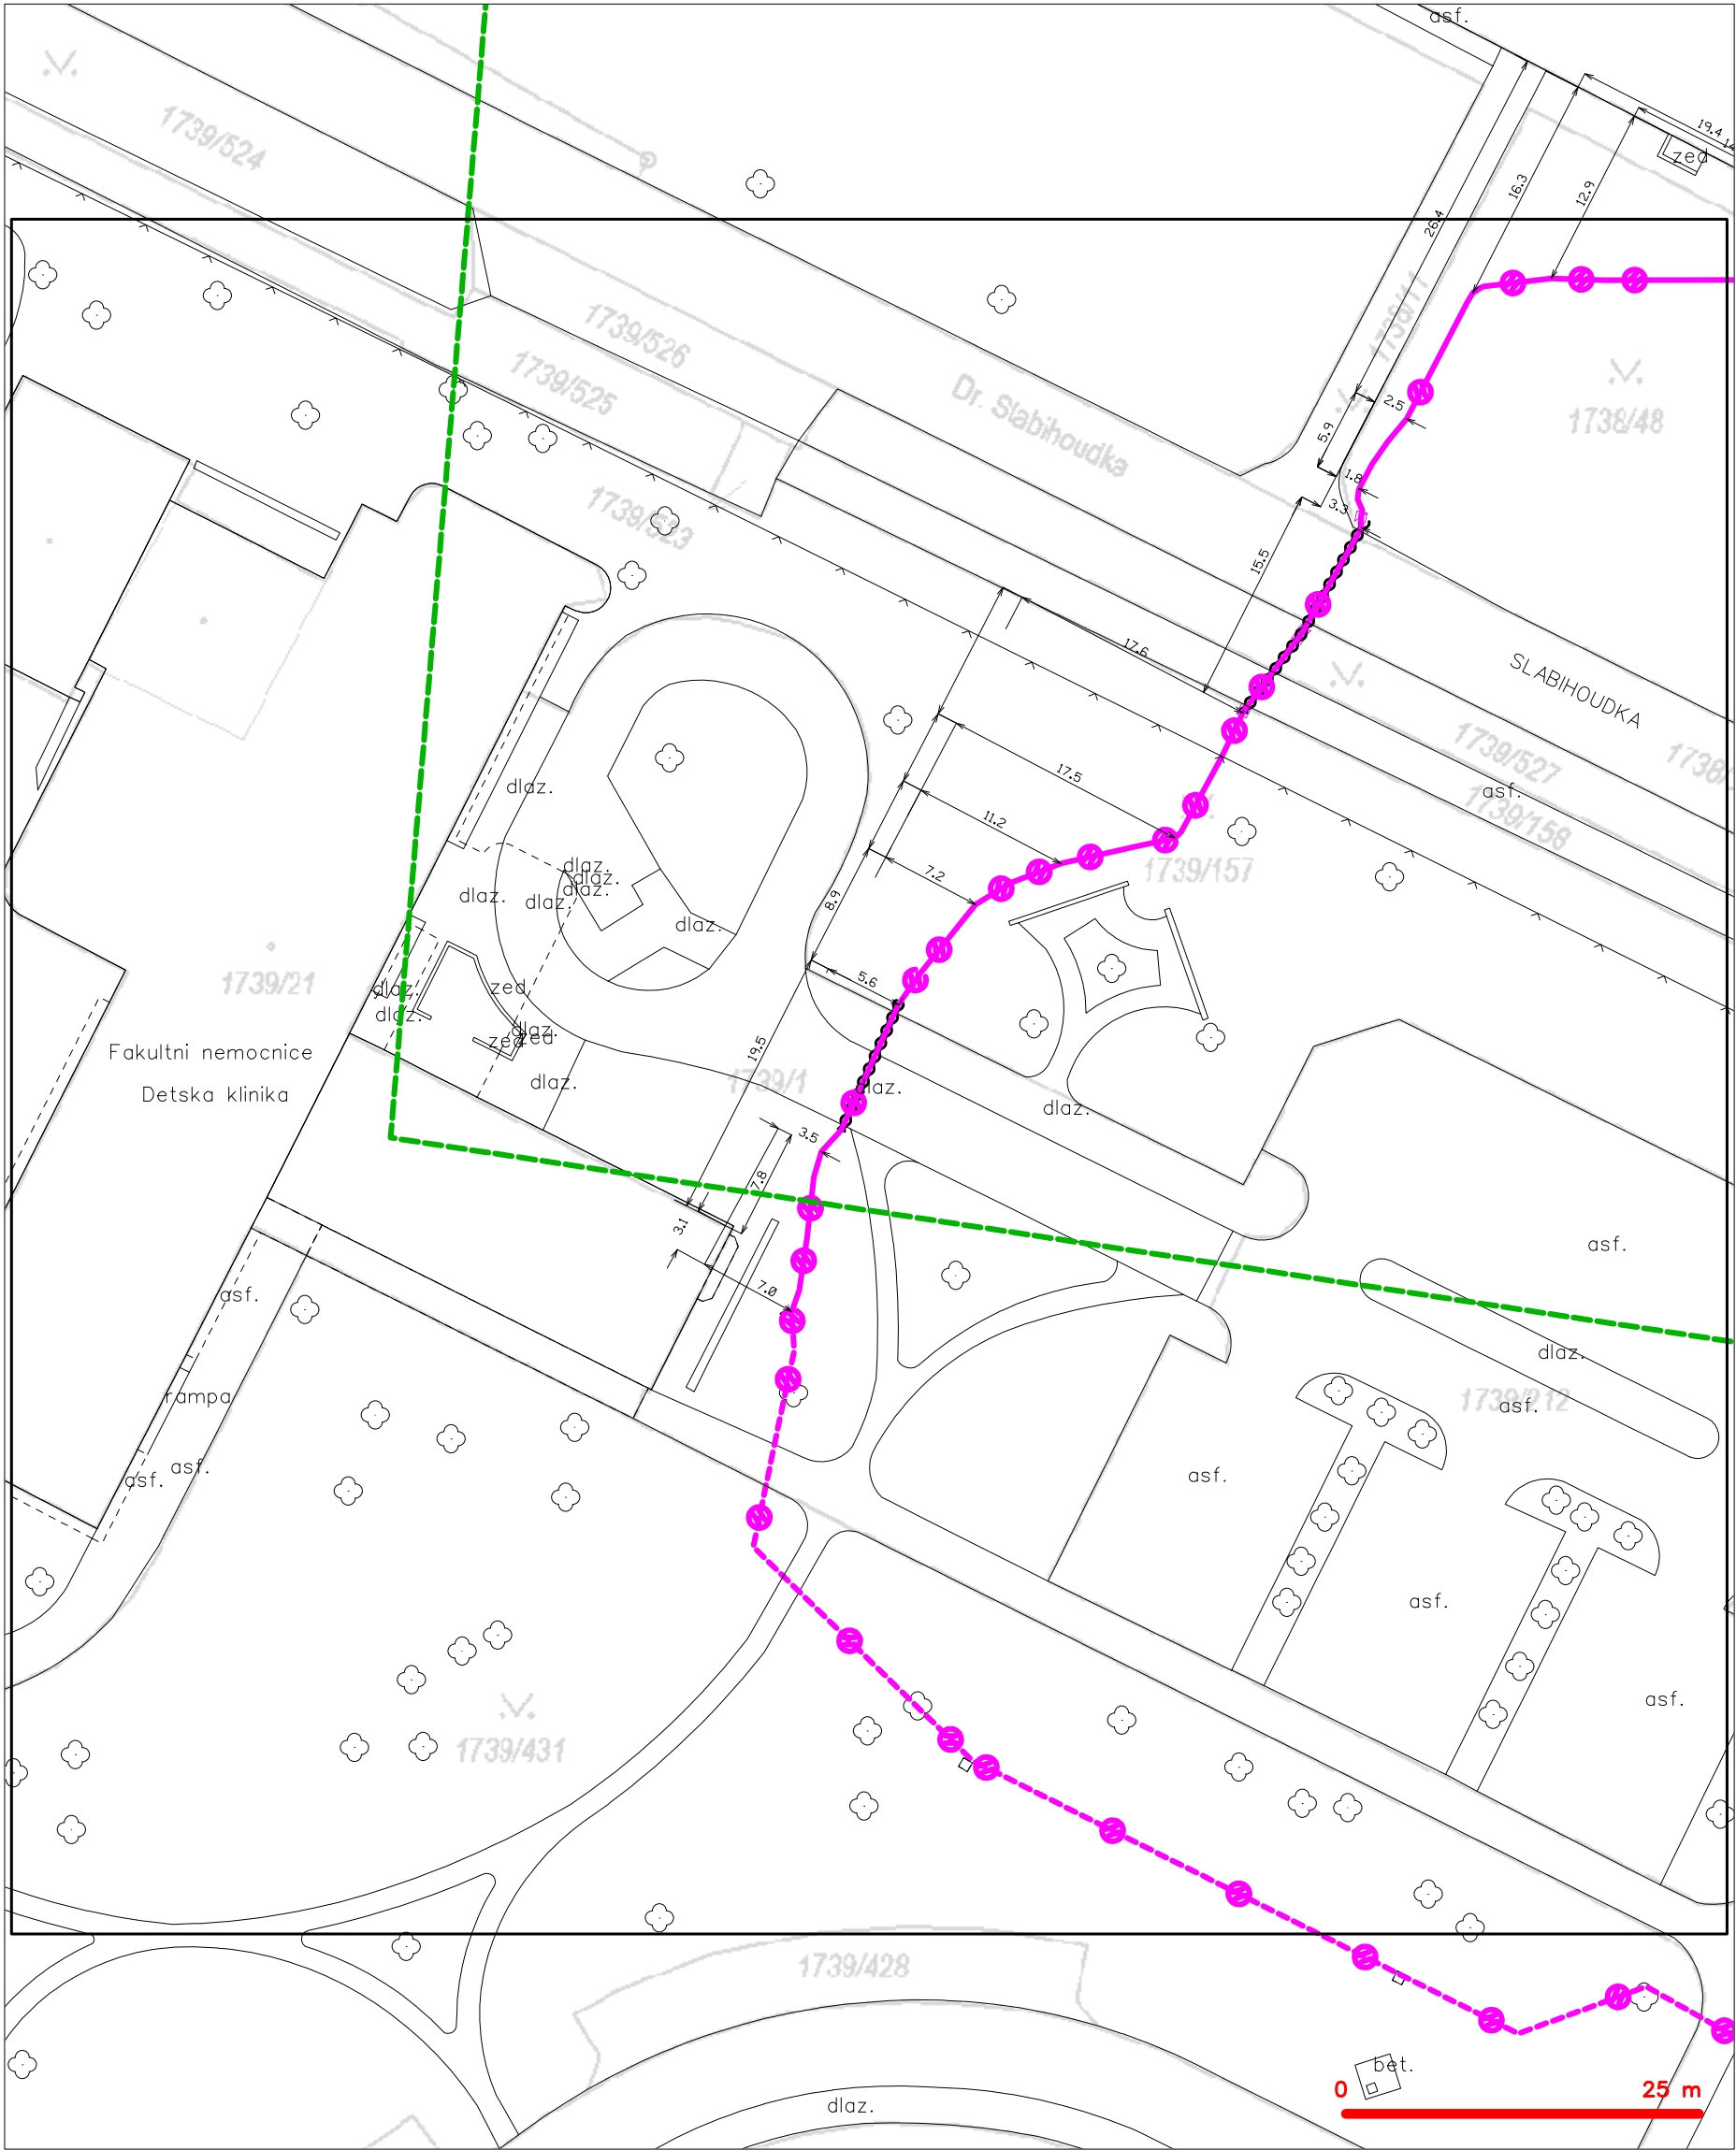 asf.
1739/524
19.4
zed
16.3
12.9
26.4
1738/11
1739/526
1739/525
Dr. Slabihoudka
2.5
1738/48
5.9
1.8
3.3
1739/523
15.5
17.6
SLABIHOUDKA
1739/527
asf.
1739/158
17.5
dlaz.
11.2
1739/157
7.2
dlaz.
dlaz.
dlaz.
dlaz.
dlaz.
8.9
dlaz.
1739/21
5.6
dlaz.
zed
dlaz.
dlaz.
zed
zed
Fakultni nemocnice
Detska klinika
19.5
dlaz.
1739/1
dlaz.
dlaz.
3.5
7.8
3.1
asf.
7.0
asf.
dlaz.
rampa
1739/212
asf.
asf.
asf.
asf.
asf.
asf.
1739/431
1739/428
bet.
0 25 m
dlaz.